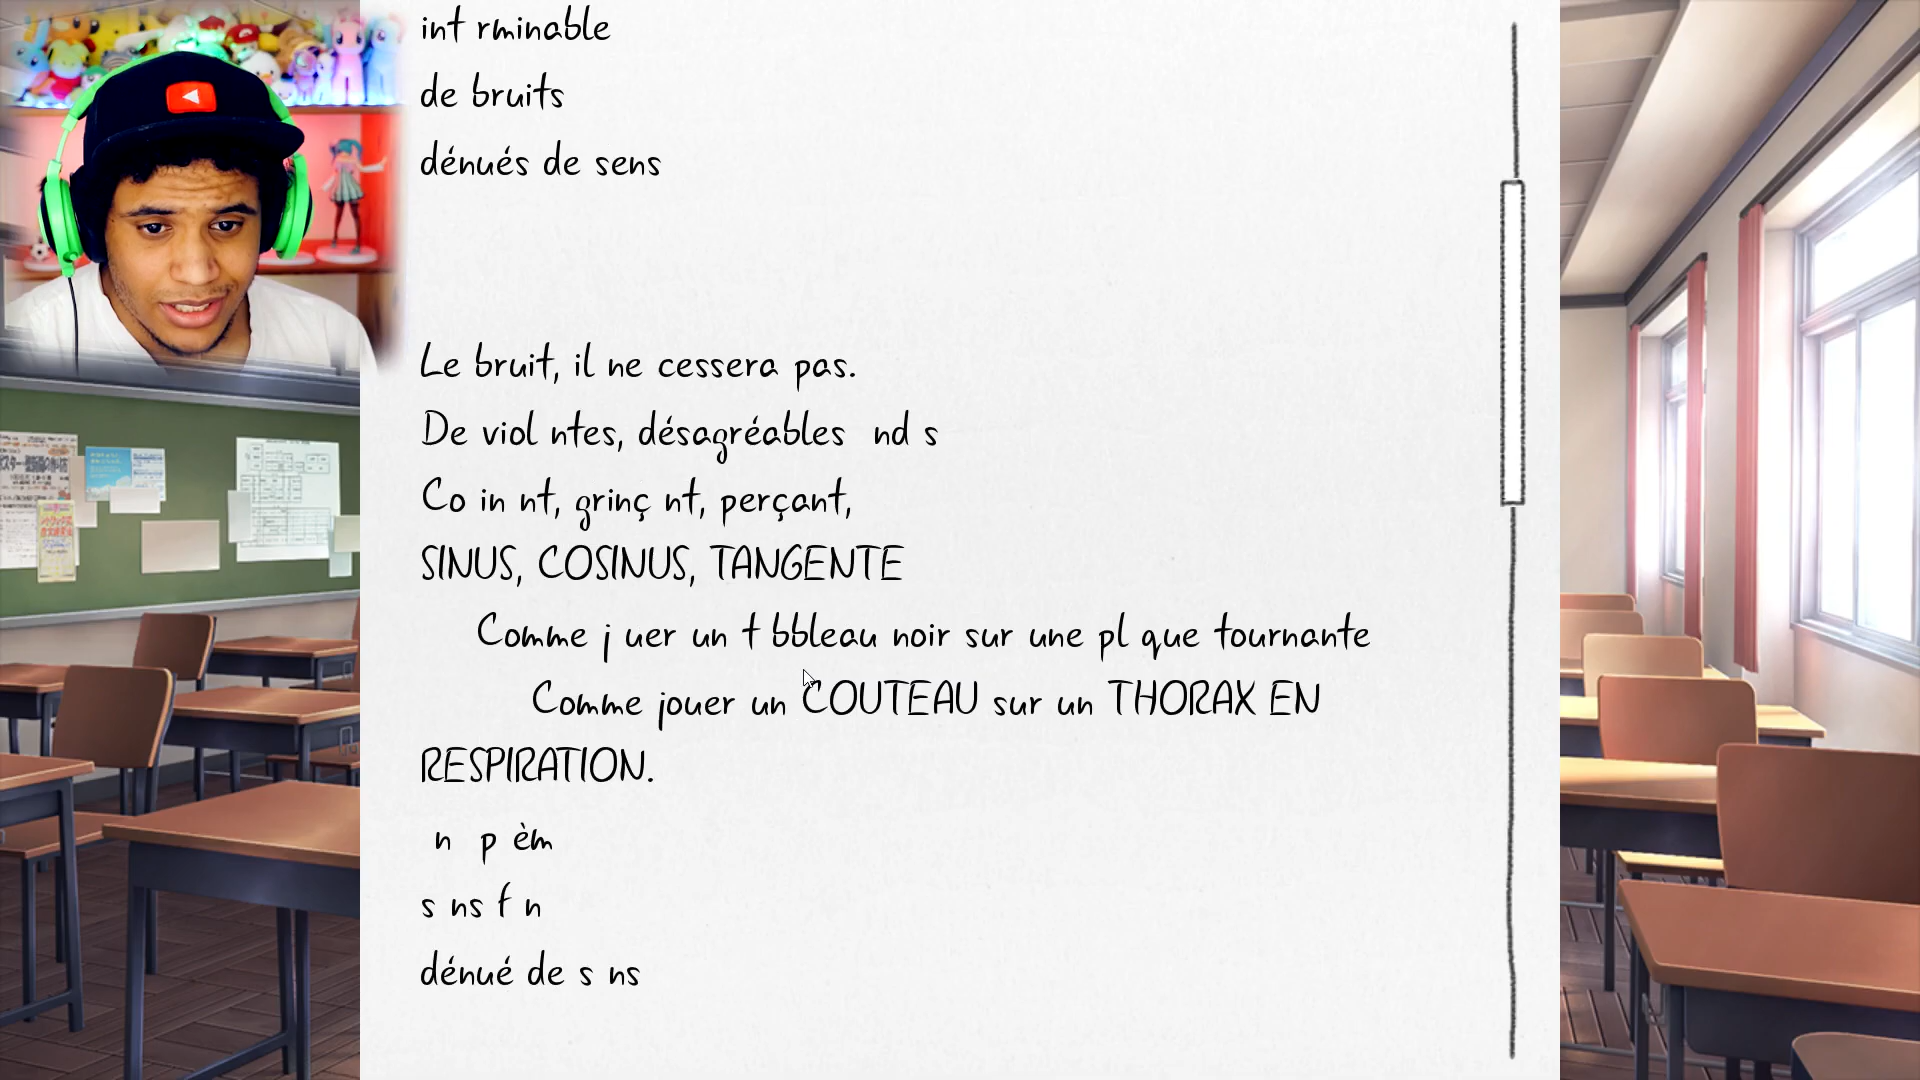 int rminable
de bruits
dénués de sens
Le bruit, il ne cessera pas.
De viol ntes, désagréables  nd s
Co in nt, grinç nt, perçant,
SINUS, COSINUS, TANGENTE
Comme j uer un t bbleau noir sur une pl que tournante
Comme jouer un COUTEAU sur un THORAX EN
RESPIRATION.
n  p èm
s ns f n
dénué de s ns